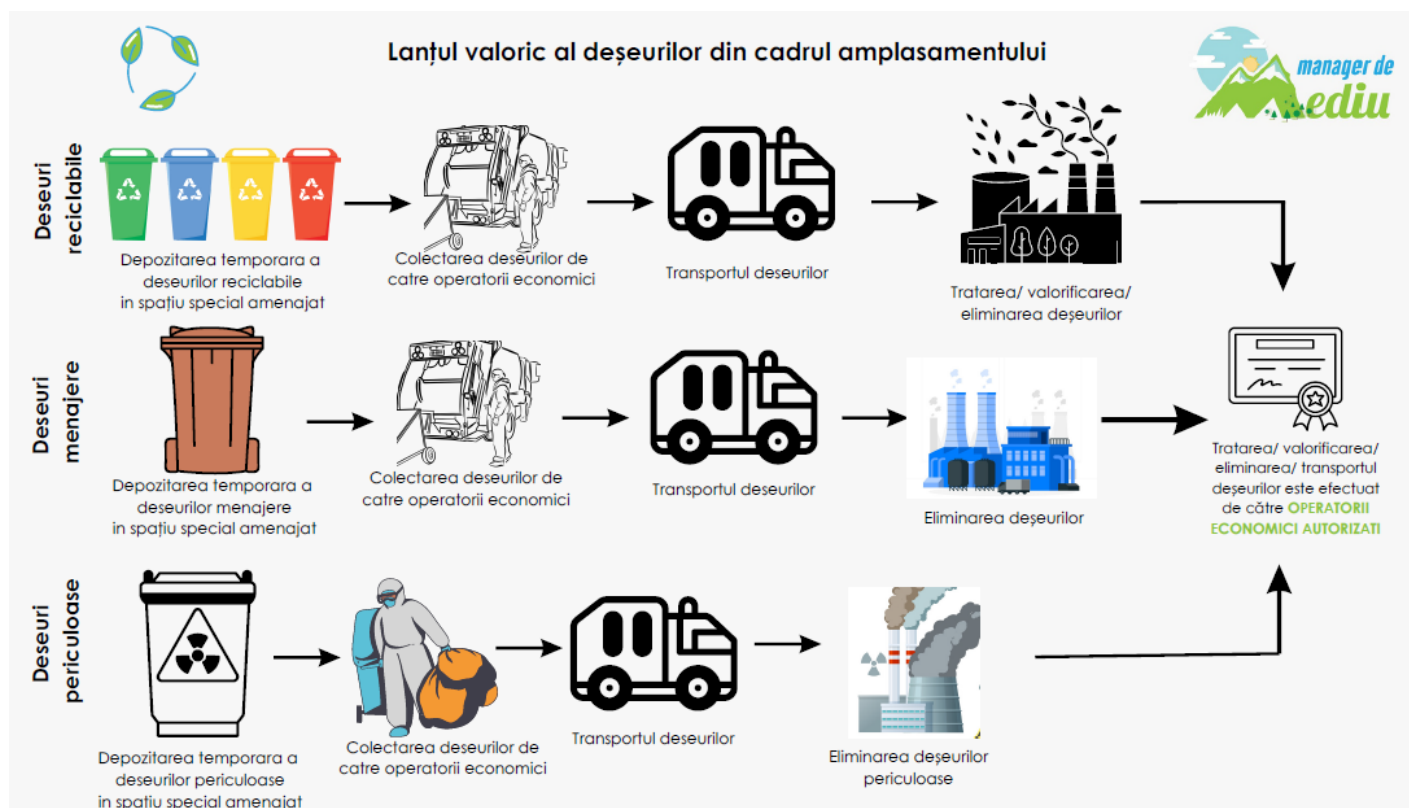 Lanțul valoric al deșeurilor din cadrul amplasamentului
manager de
Mediu
Deseuri
reciclabile
Depozitarea temporara a
deseurilor reciclabile
in spațiu special amenajat
Colectarea deseurilor de
catre operatorii economici
Transportul deseurilor
Tratarea/ valorificarea/
eliminarea deșeurilor
Deseuri
menajere
Depozitarea temporara a
deseurilor menajere
in spațiu special amenajat
Colectarea deseurilor de
catre operatorii economici
Transportul deseurilor
Eliminarea deșeurilor
Tratarea/ valorificarea/
eliminarea/ transportul
deșeurilor este efectuat
de către OPERATORII
ECONOMICI AUTORIZATI
Deseuri
periculoase
Depozitarea temporara a
deseurilor periculoase
in spațiu special amenajat
Colectarea deseurilor de
catre operatorii economici
Transportul deseurilor
Eliminarea deșeurilor
periculoase